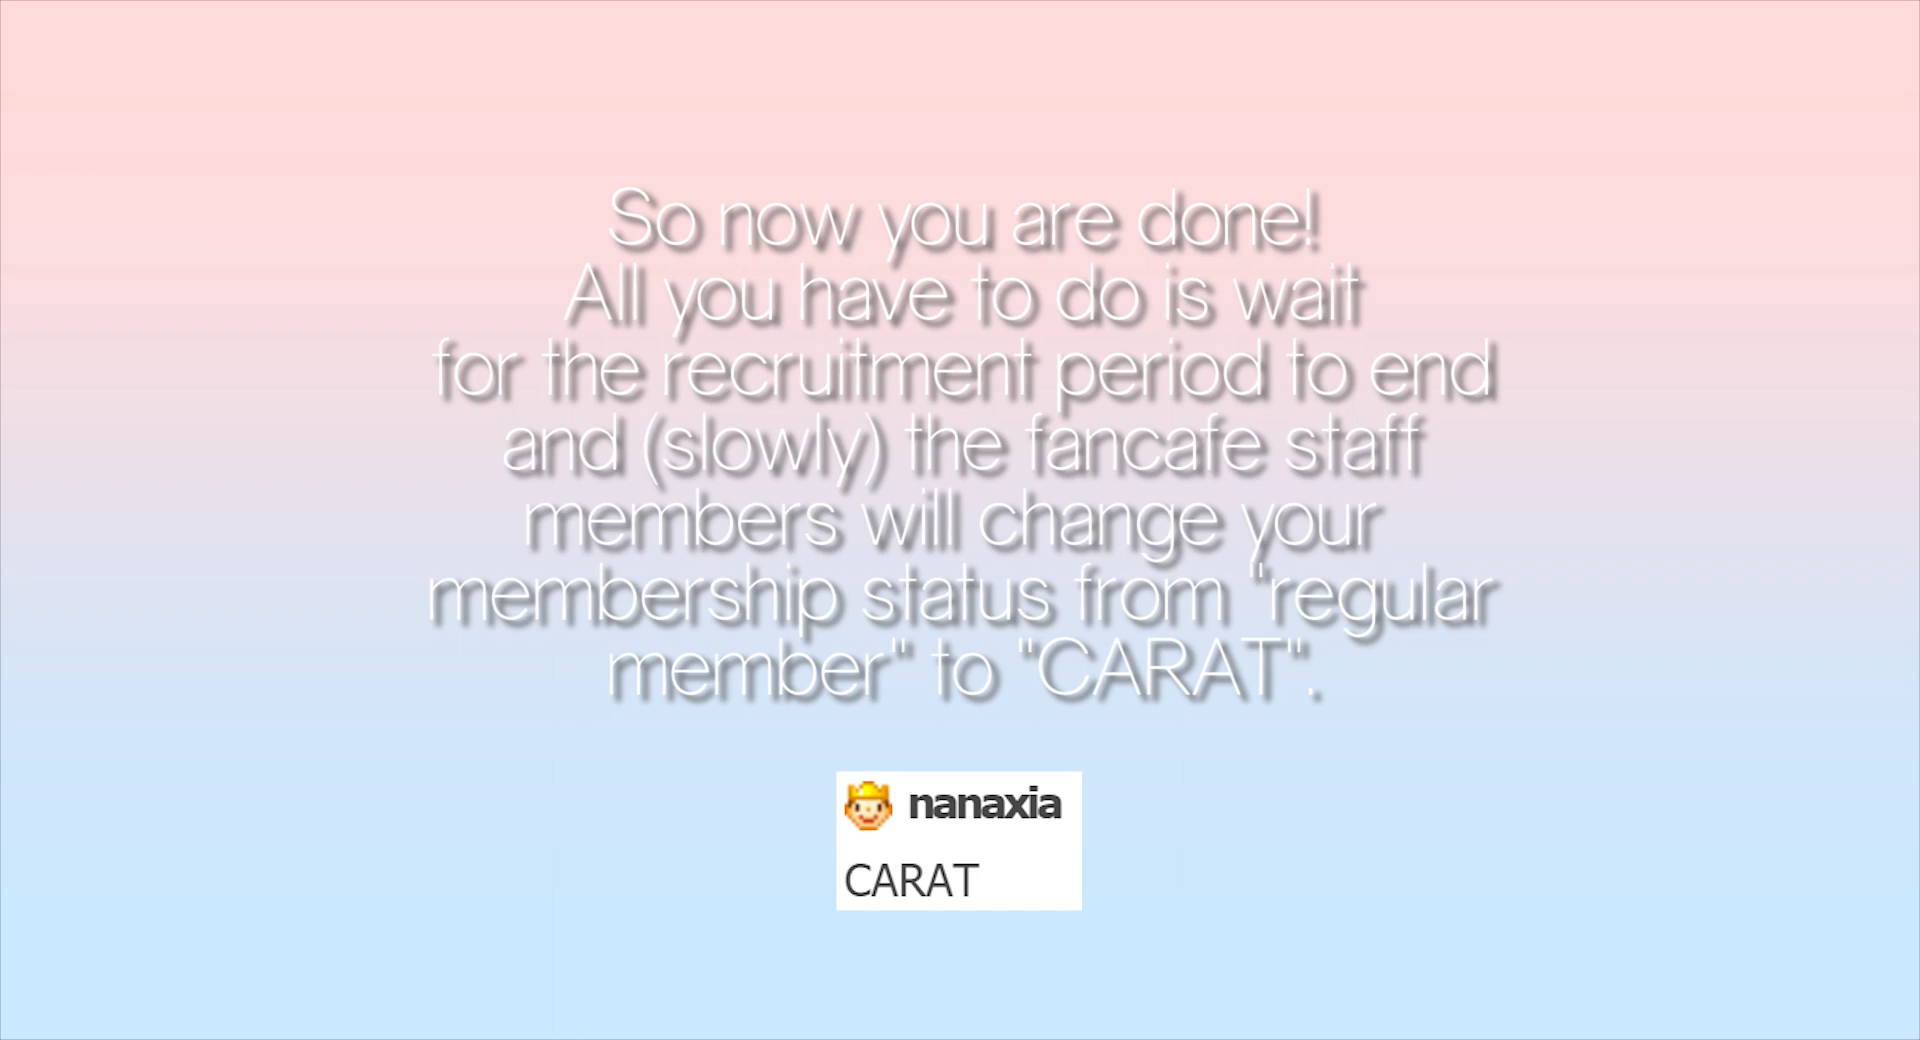 So now you are done!
All you have to do is wait
for the recruitment period to end
and (slowly) the fancafe staff
members will change your
membership status from "regular
member" to "CARAT".
nanaxia
CARAT